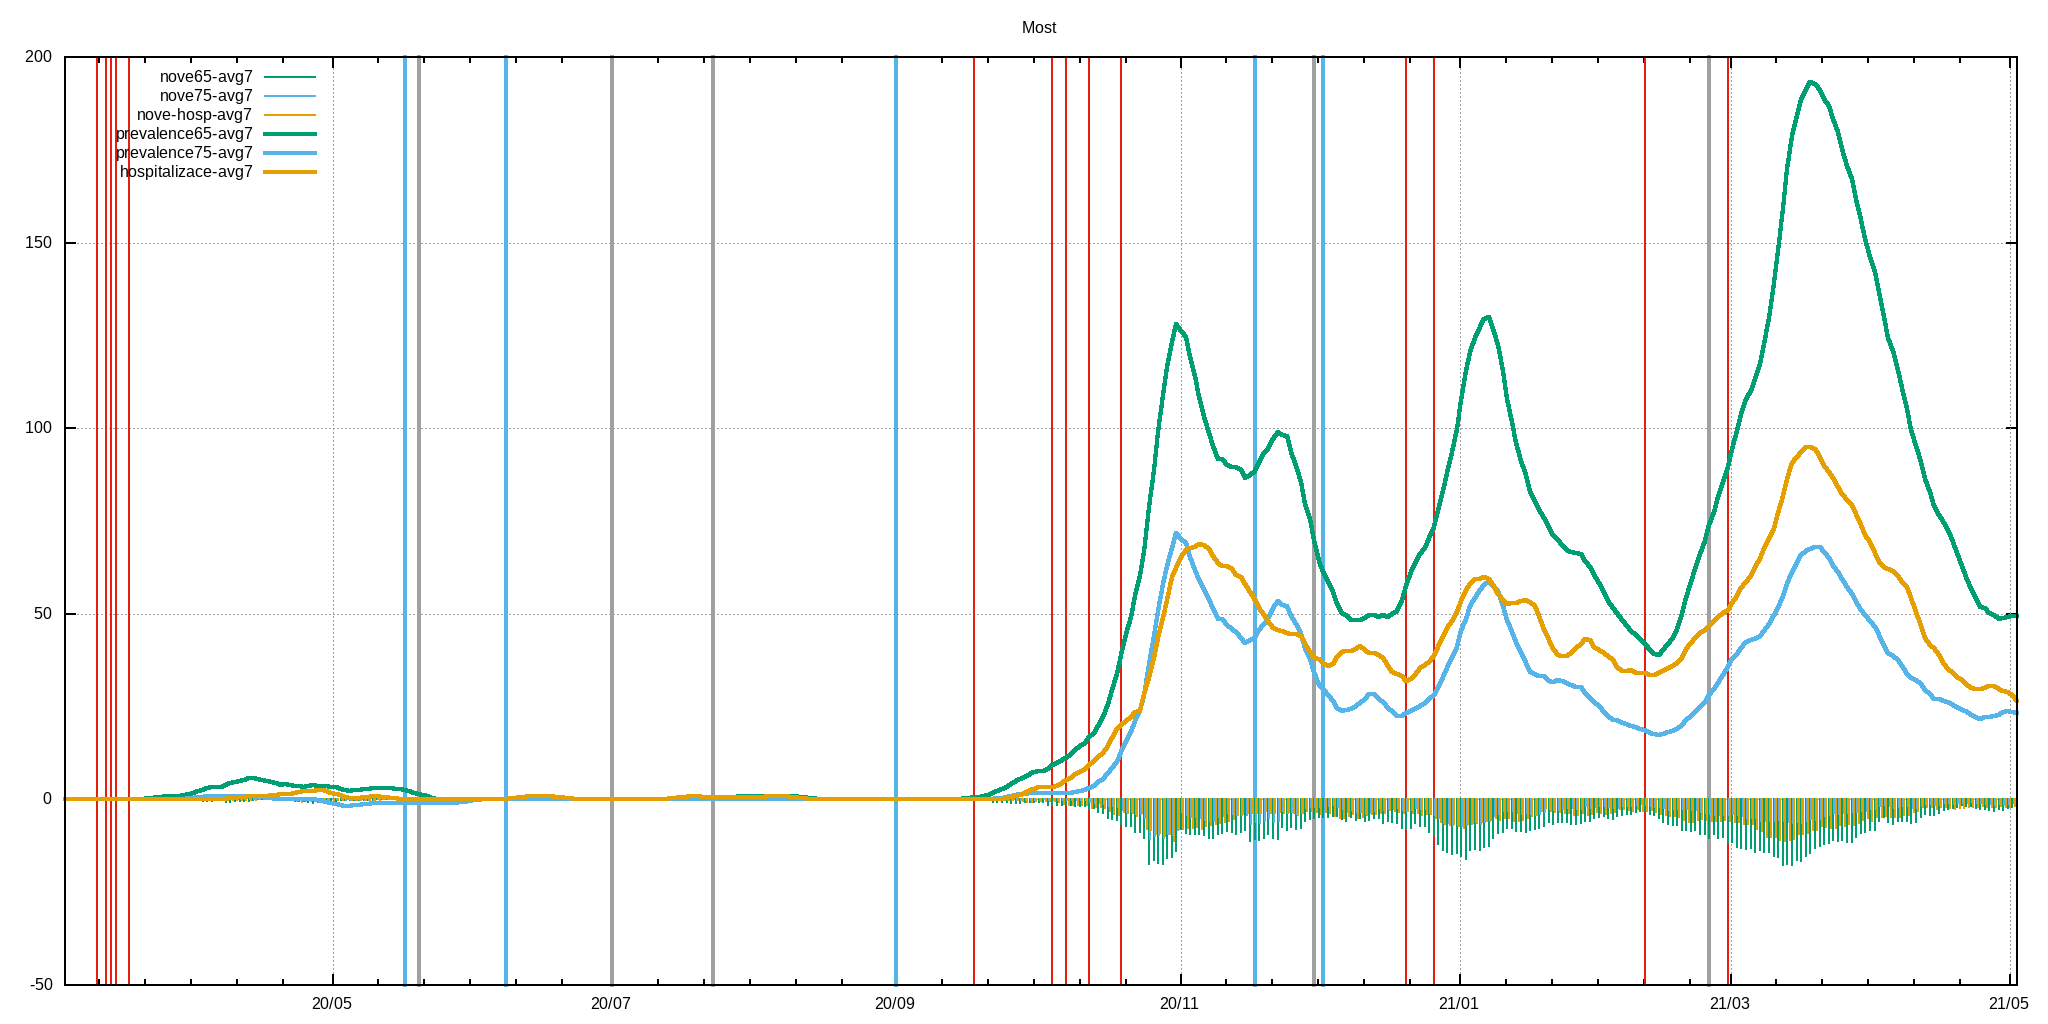 Most
200
150
100
50
0
-50
nove65-avg7
nove75-avg7
nove-hosp-avg7
prevalence65-avg7
prevalence75-avg7
hospitalizace-avg7
20/05 20/07 20/09 20/11 21/01 21/03 21/05